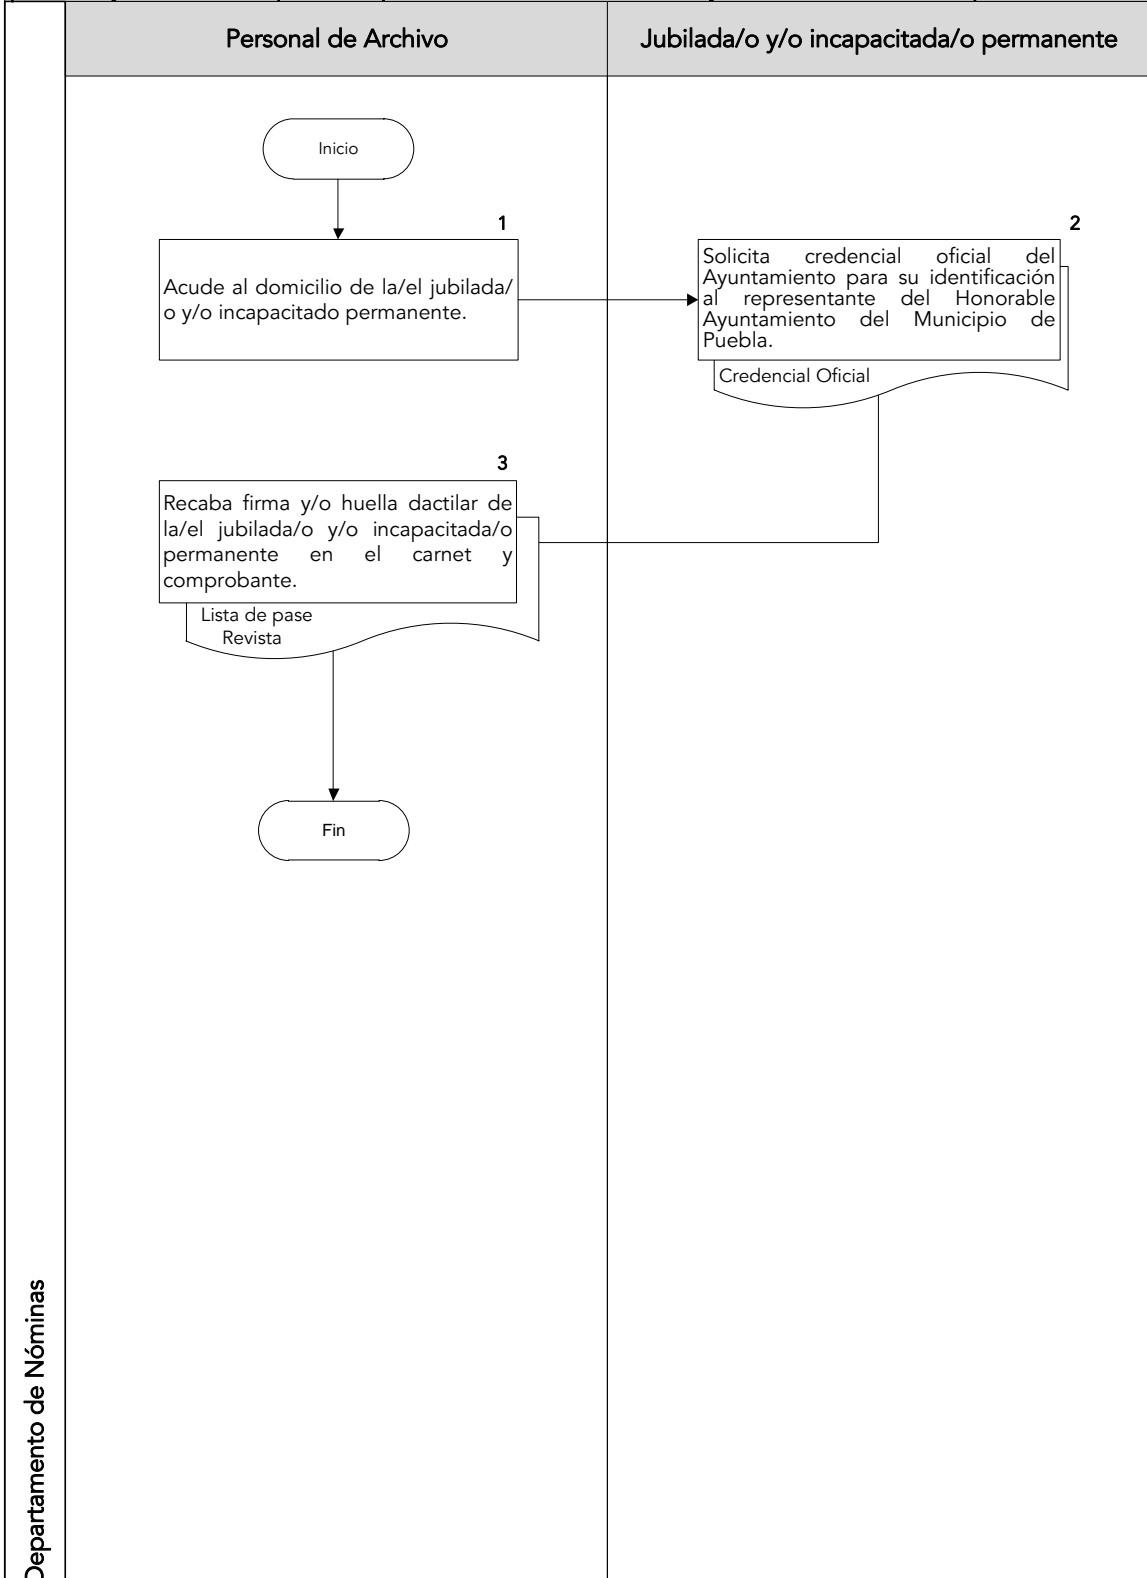 Personal de Archivo
Jubilada/o y/o incapacitada/o permanente
Inicio
1
Acude al domicilio de la/el jubilada/
o y/o incapacitado permanente.
2
Solicita credencial oficial del
Ayuntamiento para su identificación
al representante del Honorable
Ayuntamiento del Municipio de
Puebla.
Credencial Oficial
3
Recaba firma y/o huella dactilar de
la/el jubilada/o y/o incapacitada/o
permanente en el carnet y
comprobante.
Lista de pase
Revista
Fin
Departamento de Nóminas